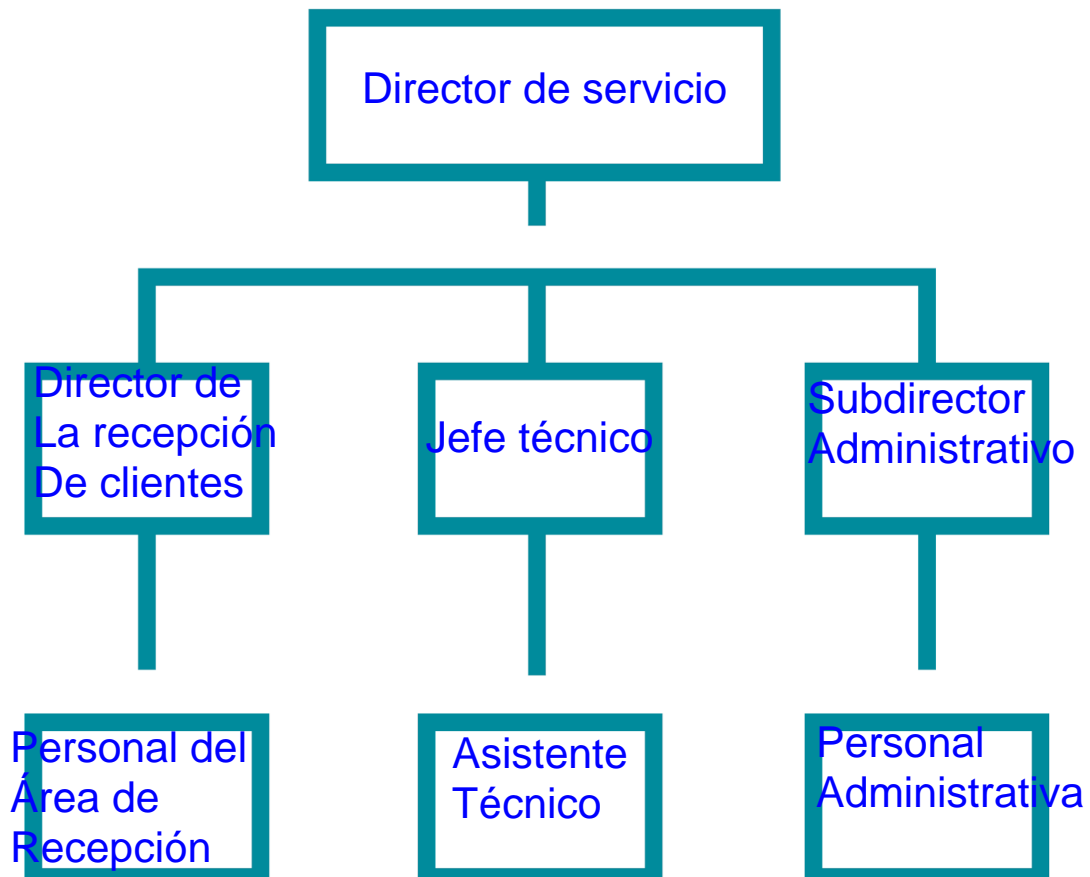 Director de servicio
Director de
La recepción
De clientes
Jefe técnico
Subdirector
Administrativo
Personal del
Área de
Recepción
Asistente
Técnico
Personal
Administrativa